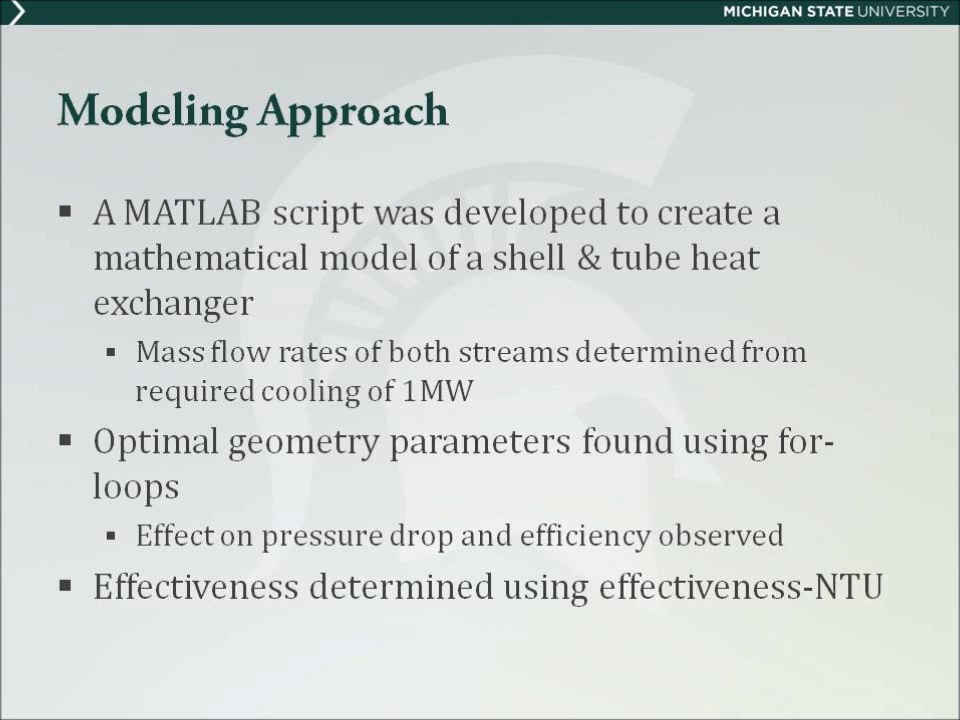 MICHIGAN STATE UNIVERSITY
Modeling Approach
▪ A MATLAB script was developed to create a
mathematical model of a shell & tube heat
exchanger
▪ Mass flow rates of both streams determined from
required cooling of 1MW
▪ Optimal geometry parameters found using for-
loops
▪ Effect on pressure drop and efficiency observed
▪ Effectiveness determined using effectiveness-NTU